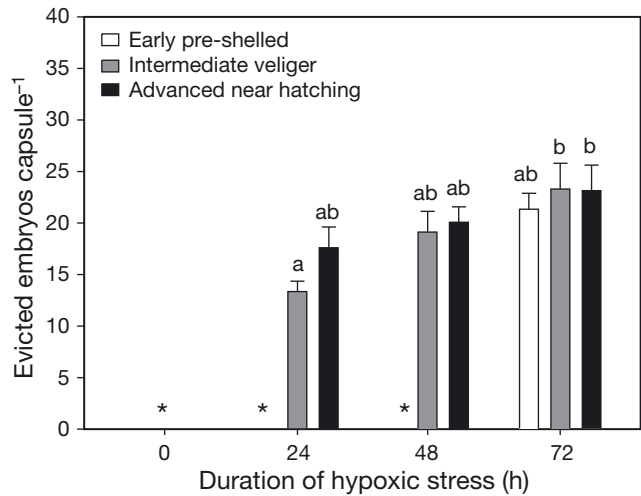 40
35
30
25
20
15
10
5
0
Evicted embryos capsule⁻¹
Early pre-shelled
Intermediate veliger
Advanced near hatching
* * a ab * ab ab ab b b
0 24 48 72
Duration of hypoxic stress (h)